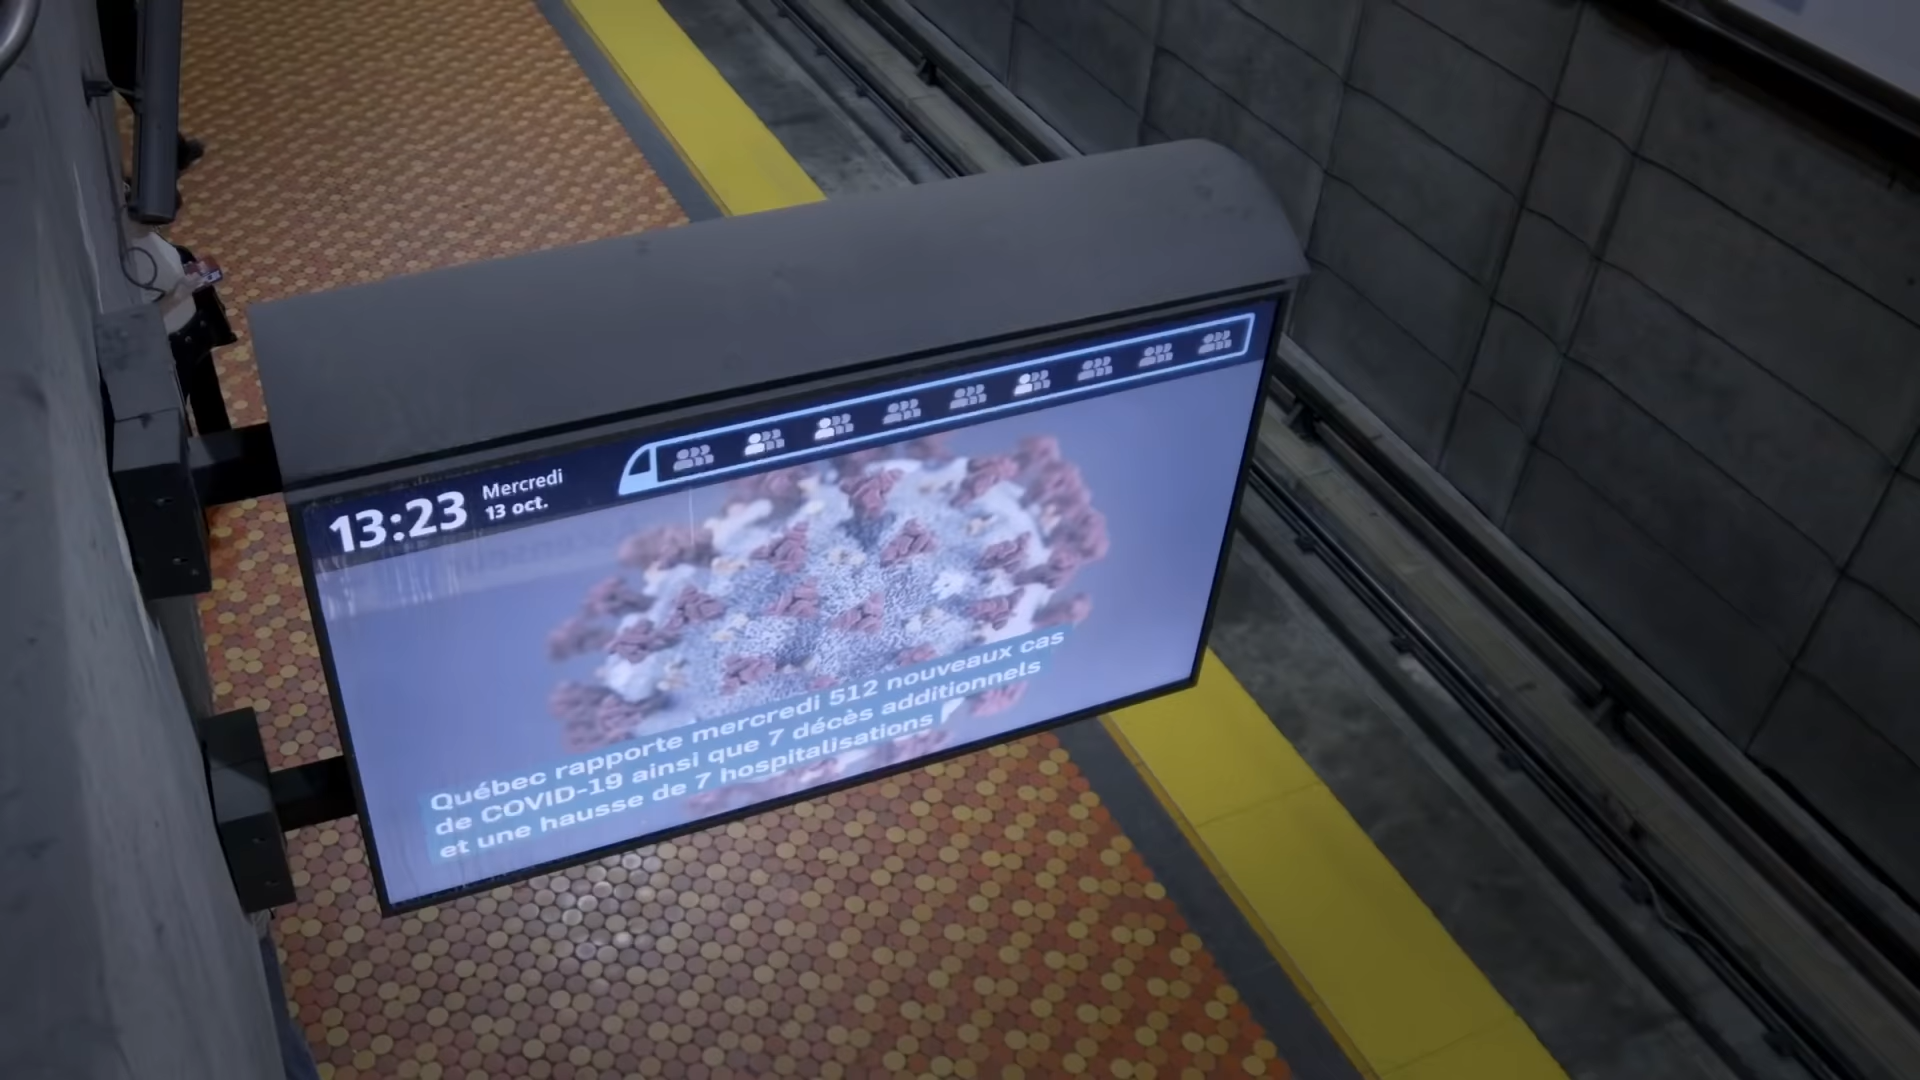 13:23
Mercredi
13 oct.
Québec rapporte mercredi 512 nouveaux cas
de COVID-19 ainsi que 7 décès additionnels
et une hausse de 7 hospitalisations